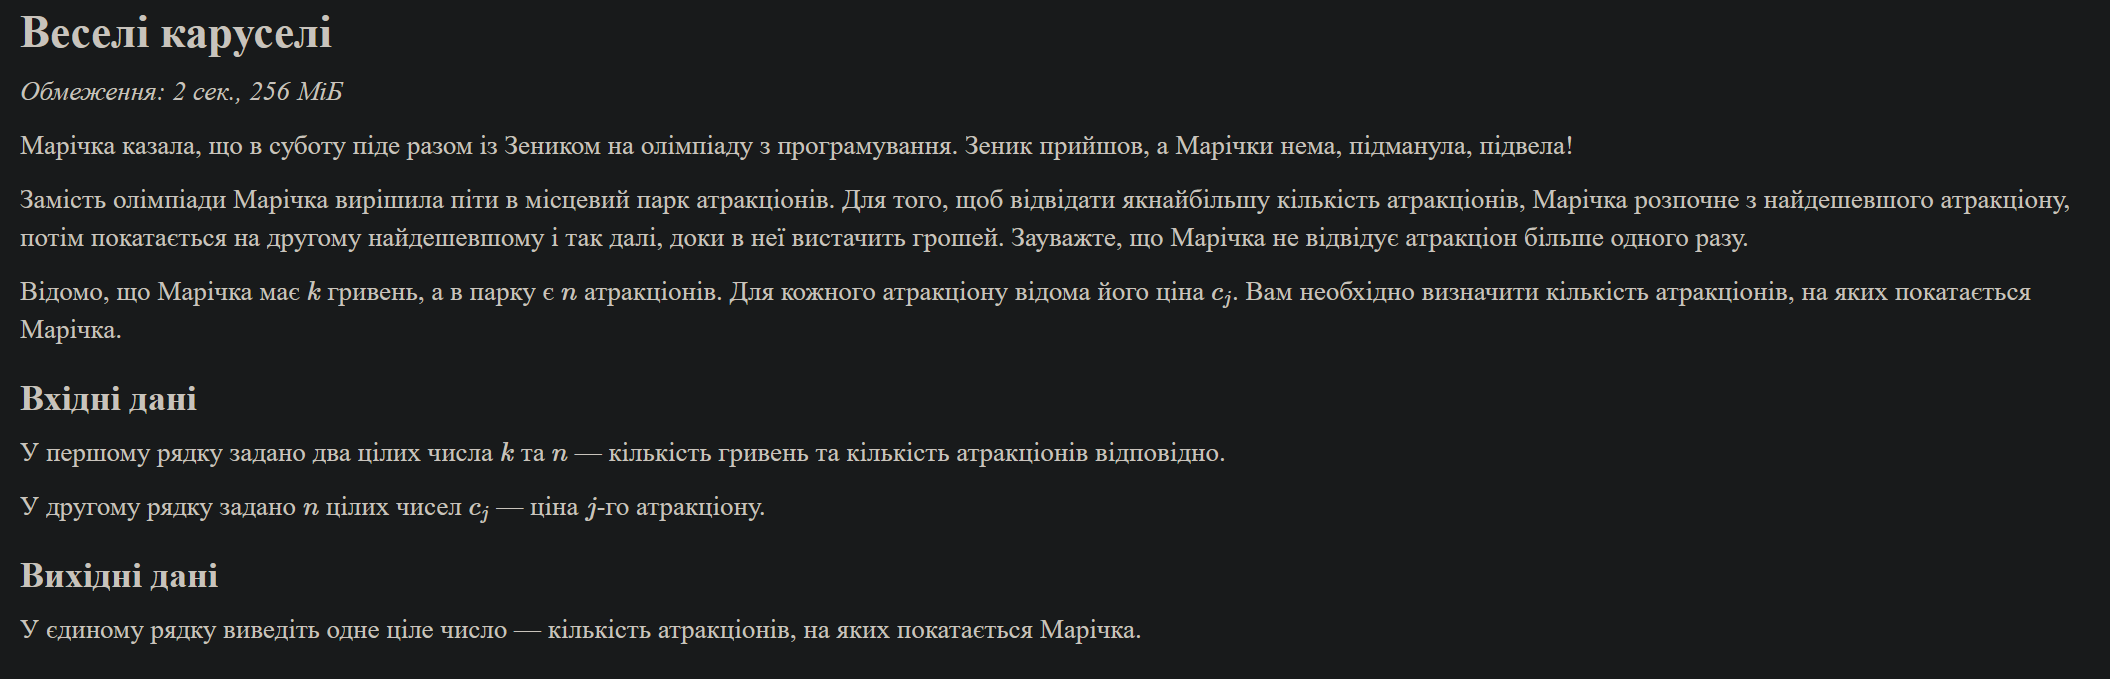 Веселі каруселі
Обмеження: 2 сек., 256 МіБ
Марічка казала, що в суботу піде разом із Зеником на олімпіаду з програмування. Зеник прийшов, а Марічки нема, підманула, підвела!
Замість олімпіади Марічка вирішила піти в місцевий парк атракціонів. Для того, щоб відвідати якнайбільшу кількість атракціонів, Марічка розпочне з найдешевшого атракціону,
потім покатається на другому найдешевшому і так далі, доки в неї вистачить грошей. Зауважте, що Марічка не відвідує атракціон більше одного разу.
Відомо, що Марічка має k гривень, а в парку є n атракціонів. Для кожного атракціону відома його ціна c_j. Вам необхідно визначити кількість атракціонів, на яких покатається
Марічка.
Вхідні дані
У першому рядку задано два цілих числа k та n — кількість гривень та кількість атракціонів відповідно.
У другому рядку задано n цілих чисел c_j — ціна j-го атракціону.
Вихідні дані
У єдиному рядку виведіть одне ціле число — кількість атракціонів, на яких покатається Марічка.